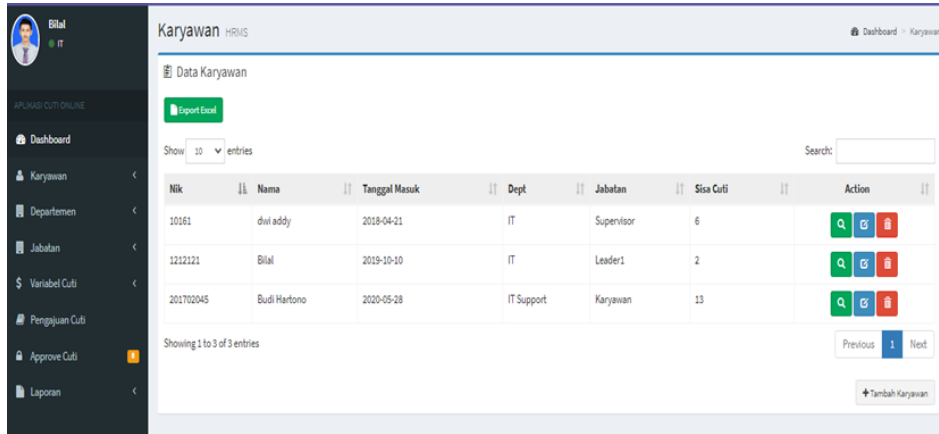 Bilal
IT
APLIKASI CUTI ONLINE
Dashboard
Karyawan
Departemen
Jabatan
$ Variabel Cuti
Pengajuan Cuti
Approve Cuti
Laporan
Karyawan HRMS
Dashboard > Karyawan
Data Karyawan
Export Excel
Show 10 entries
Search:
Nik Nama Tanggal Masuk Dept Jabatan Sisa Cuti Action
10161 dwi addy 2018-04-21 IT Supervisor 6
1212121 Bilal 2019-10-10 IT Leader1 2
201702045 Budi Hartono 2020-05-28 IT Support Karyawan 13
Showing 1 to 3 of 3 entries
Previous 1 Next
+Tambah Karyawan